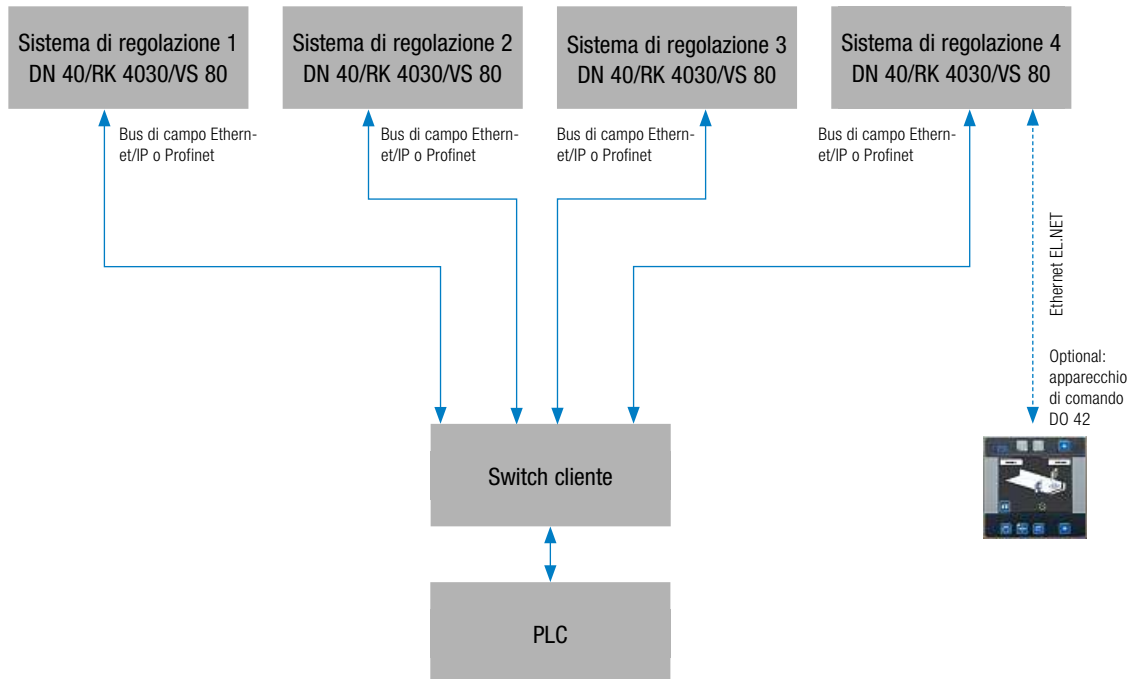 Sistema di regolazione 1
DN 40/RK 4030/VS 80
Sistema di regolazione 2
DN 40/RK 4030/VS 80
Sistema di regolazione 3
DN 40/RK 4030/VS 80
Sistema di regolazione 4
DN 40/RK 4030/VS 80
Bus di campo Ethern-
et/IP o Profinet
Bus di campo Ethern-
et/IP o Profinet
Bus di campo Ethern-
et/IP o Profinet
Bus di campo Ethern-
et/IP o Profinet
Ethernet EL.NET
Optional:
apparecchio
di comando
DO 42
Switch cliente
PLC